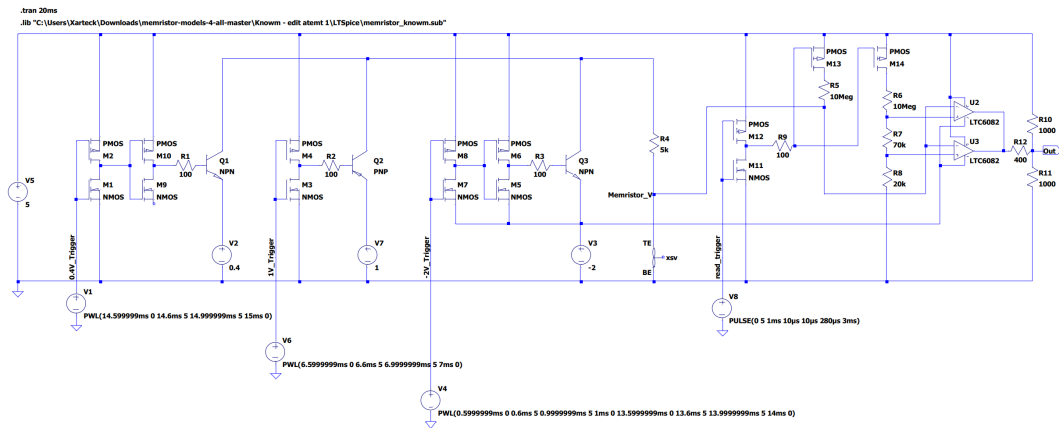 .tran 20ms
.lib "C:\Users\Xarteck\Downloads\memristor-models-4-all-master\Knowm - edit atemt 1\LTSpice\memristor_knowm.sub"
PMOS
M2
PMOS
M10
PMOS
M4
PMOS
M8
PMOS
M6
PMOS
M13
PMOS
M14
R5
10Meg
R6
10Meg
U2
LTC6082
R10
1000
PMOS
M12
R4
5k
R9
100
R7
70k
U3
LTC6082
R12
400
Out
R1
100
Q1
NPN
R2
100
Q2
PNP
R3
100
Q3
NPN
M1
NMOS
M9
NMOS
M3
NMOS
M7
NMOS
M5
NMOS
M11
NMOS
R8
20k
R11
1000
V5
5
Memristor_V
0.4V_Trigger
1V_Trigger
-2V_Trigger
read_trigger
V2
0.4
V7
1
V3
-2
TE
xsv
BE
V1
PWL(14.599999ms 0 14.6ms 5 14.999999ms 5 15ms 0)
V8
PULSE(0 5 1ms 10µs 10µs 280µs 3ms)
V6
PWL(6.5999999ms 0 6.6ms 5 6.9999999ms 5 7ms 0)
V4
PWL(0.5999999ms 0 0.6ms 5 0.9999999ms 5 1ms 0 13.5999999ms 0 13.6ms 5 13.9999999ms 5 14ms 0)